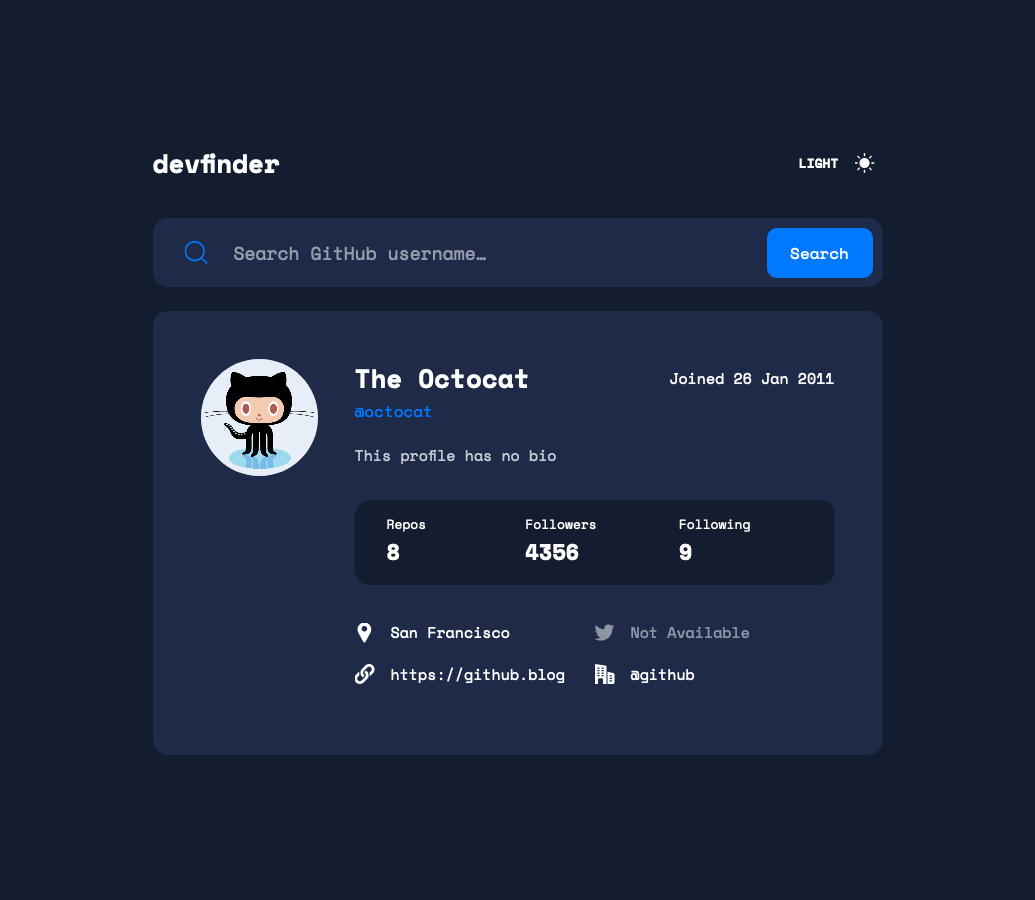 devfinder
LIGHT
Search GitHub username…
Search
The Octocat
Joined 26 Jan 2011
@octocat
This profile has no bio
Repos
Followers
Following
8
4356
9
San Francisco
Not Available
https://github.blog
@github